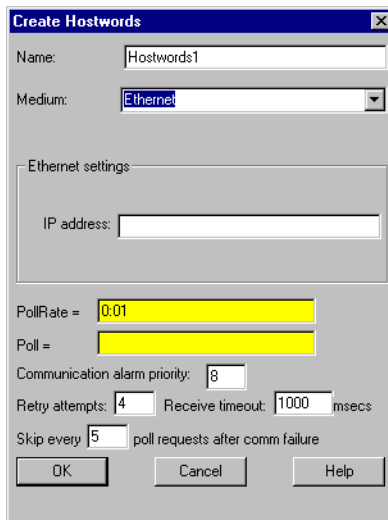 Create Hostwords
Name: Hostwords1
Medium: Ethernet
Ethernet settings
IP address:
PollRate = 0:01
Poll =
Communication alarm priority: 8
Retry attempts: 4 Receive timeout: 1000 msecs
Skip every 5 poll requests after comm failure
OK Cancel Help